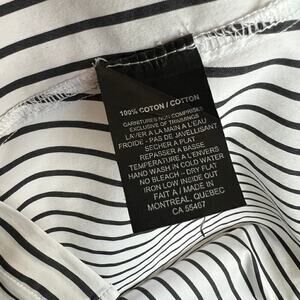 100% COTON / COTTON
GARNITURES NON COMPRISES
EXCLUSIVE OF TRIMMINGS
LAVER A LA MAIN A L'EAU
FROIDE - PAS DE JAVELLISANT
SECHER A PLAT
REPASSER A BASSE
TEMPERATURE A L'ENVERS
HAND WASH IN COLD WATER
NO BLEACH - DRY FLAT
IRON LOW INSIDE OUT
FAIT A / MADE IN
MONTREAL, QUEBEC
CA 55457